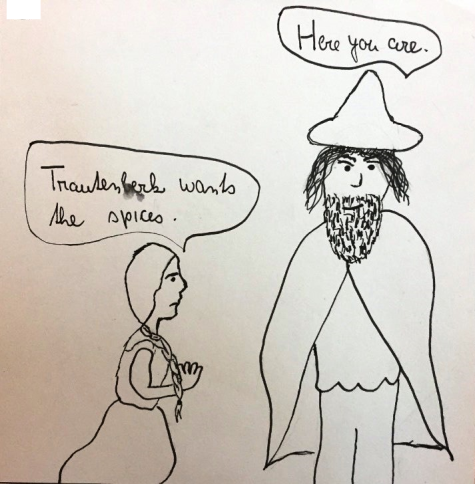 Trautenberk wants
the spices.
Here you are.